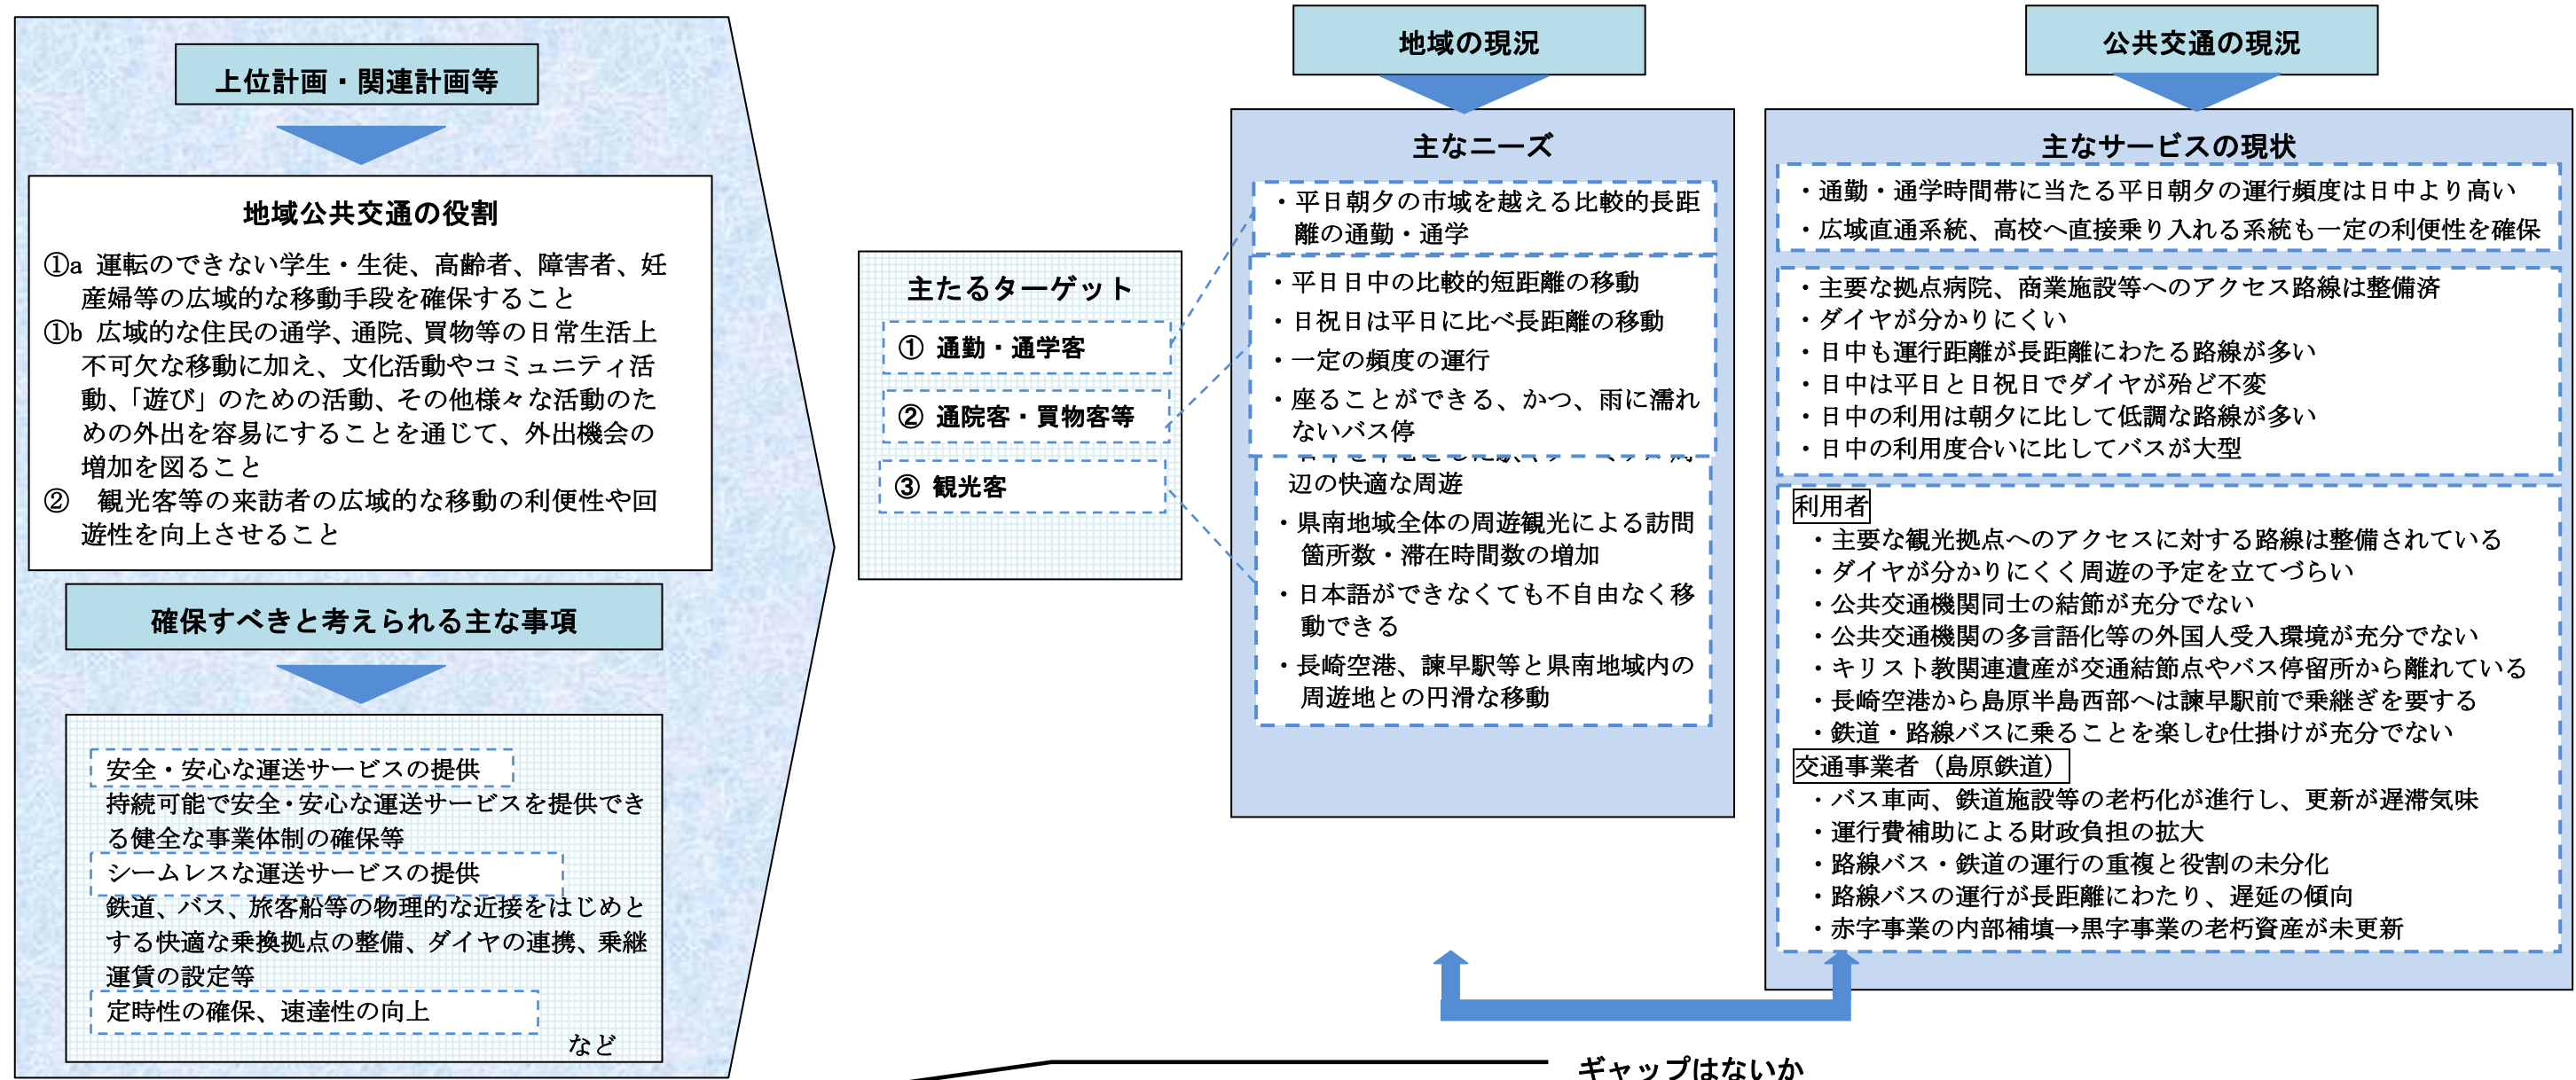 上位計画・関連計画等
地域公共交通の役割
①a 運転のできない学生・生徒、高齢者、障害者、妊
産婦等の広域的な移動手段を確保すること
①b 広域的な住民の通学、通院、買物等の日常生活上
不可欠な移動に加え、文化活動やコミュニティ活
動、「遊び」のための活動、その他様々な活動のた
めの外出を容易にすることを通じて、外出機会の
増加を図ること
② 観光客等の来訪者の広域的な移動の利便性や回
遊性を向上させること
確保すべきと考えられる主な事項
安全・安心な運送サービスの提供
持続可能で安全・安心な運送サービスを提供でき
る健全な事業体制の確保等
シームレスな運送サービスの提供
鉄道、バス、旅客船等の物理的な近接をはじめと
する快適な乗換拠点の整備、ダイヤの連携、乗継
運賃の設定等
定時性の確保、速達性の向上
など
主たるターゲット
① 通勤・通学客
② 通院客・買物客等
③ 観光客
地域の現況
主なニーズ
・平日朝夕の市域を越える比較的長距
離の通勤・通学
・平日日中の比較的短距離の移動
・日祝日は平日に比べ長距離の移動
・一定の頻度の運行
・座ることができる、かつ、雨に濡れ
ないバス停
辺の快適な周遊
・県南地域全体の周遊観光による訪問
箇所数・滞在時間数の増加
・日本語ができなくても不自由なく移
動できる
・長崎空港、諫早駅等と県南地域内の
周遊地との円滑な移動
公共交通の現況
主なサービスの現状
・通勤・通学時間帯に当たる平日朝夕の運行頻度は日中より高い
・広域直通系統、高校へ直接乗り入れる系統も一定の利便性を確保
・主要な拠点病院、商業施設等へのアクセス路線は整備済
・ダイヤが分かりにくい
・日中も運行距離が長距離にわたる路線が多い
・日中は平日と日祝日でダイヤが殆ど不変
・日中の利用は朝夕に比して低調な路線が多い
・日中の利用度合いに比してバスが大型
利用者
・主要な観光拠点へのアクセスに対する路線は整備されている
・ダイヤが分かりにくく周遊の予定を立てづらい
・公共交通機関同士の結節が充分でない
・公共交通機関の多言語化等の外国人受入環境が充分でない
・キリスト教関連遺産が交通結節点やバス停留所から離れている
・長崎空港から島原半島西部へは諫早駅前で乗継ぎを要する
・鉄道・路線バスに乗ることを楽しむ仕掛けが充分でない
交通事業者（島原鉄道）
・バス車両、鉄道施設等の老朽化が進行し、更新が遅滞気味
・運行費補助による財政負担の拡大
・路線バス・鉄道の運行の重複と役割の未分化
・路線バスの運行が長距離にわたり、遅延の傾向
・赤字事業の内部補填→黒字事業の老朽資産が未更新
ギャップはないか